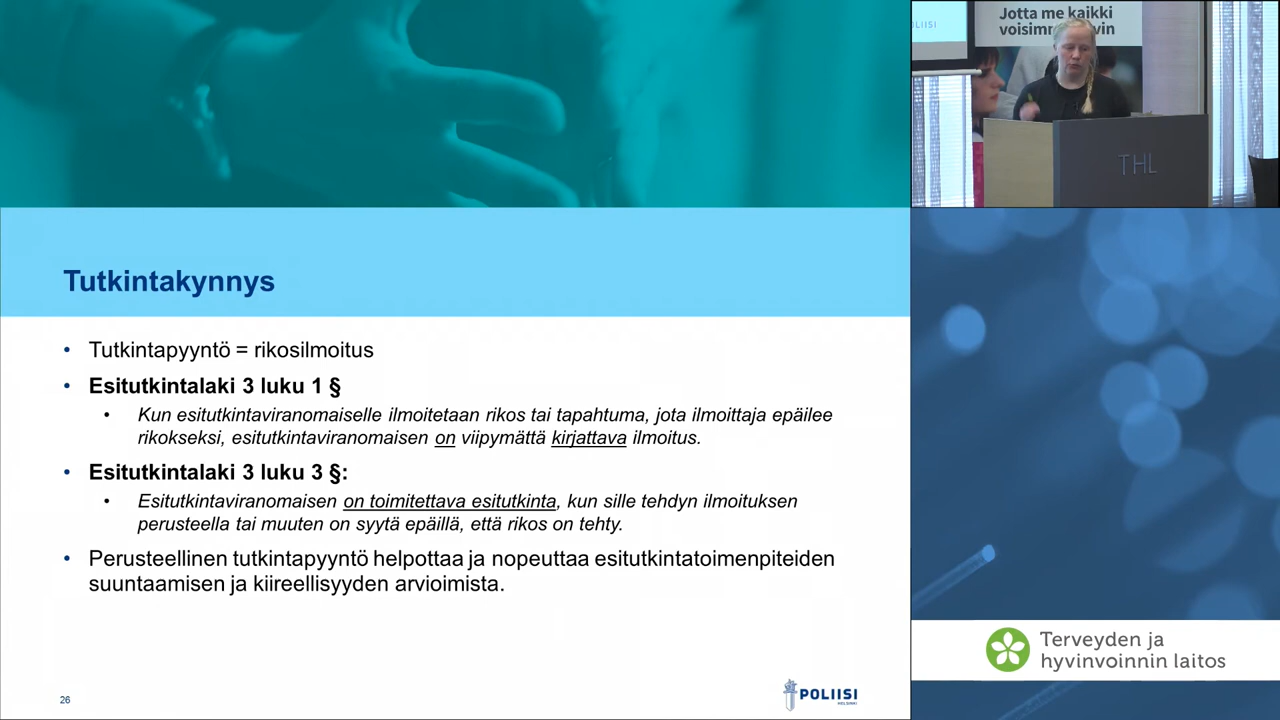 Tutkintakynnys
• Tutkintapyyntö = rikosilmoitus
• Esitutkintalaki 3 luku 1 §
• Kun esitutkintaviranomaiselle ilmoitetaan rikos tai tapahtuma, jota ilmoittaja epäilee
rikokseksi, esitutkintaviranomaisen on viipymättä kirjattava ilmoitus.
• Esitutkintalaki 3 luku 3 §:
• Esitutkintaviranomaisen on toimitettava esitutkinta, kun sille tehdyn ilmoituksen
perusteella tai muuten on syytä epäillä, että rikos on tehty.
• Perusteellinen tutkintapyyntö helpottaa ja nopeuttaa esitutkintatoimenpiteiden
suuntaamisen ja kiireellisyyden arvioimista.
26
POLIISI
HELSINKI
Jotta me kaikki
THL
Terveyden ja
hyvinvoinnin laitos